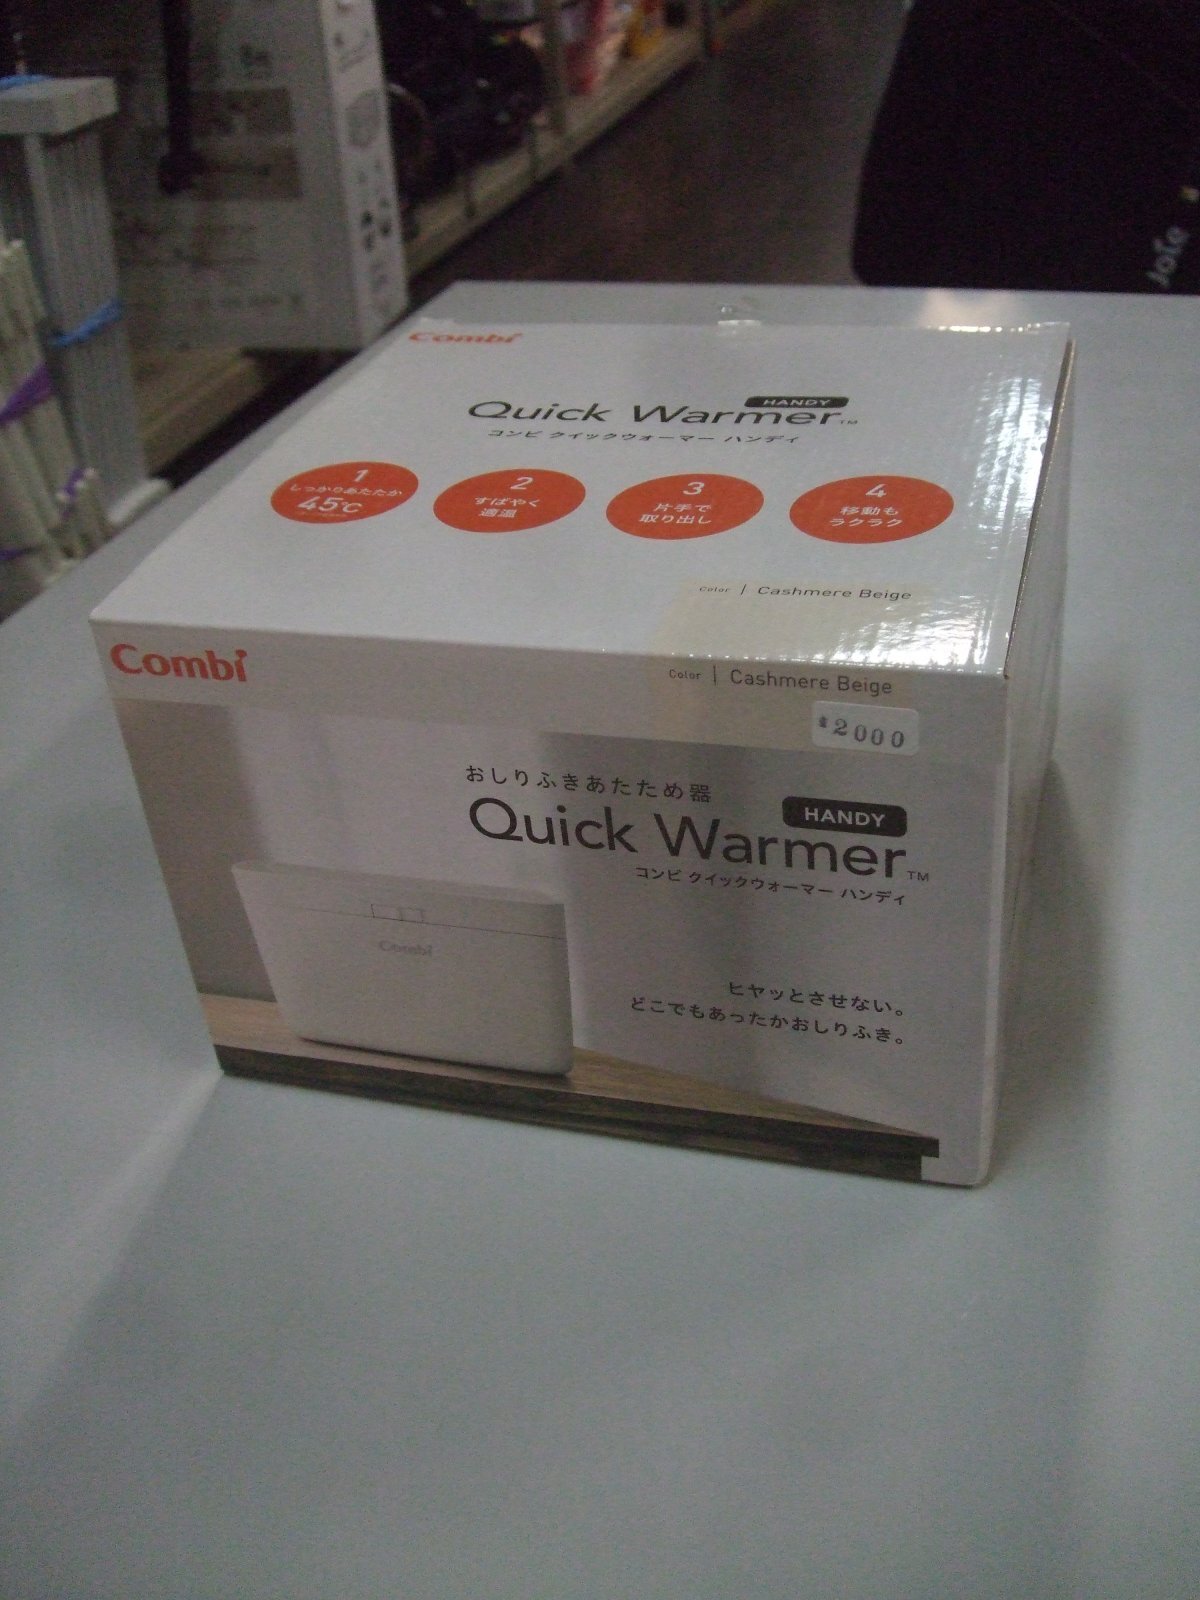 Joie
Combi
HANDY
Quick Warmer™
コンビ クイックウォーマー ハンディ
1
しっかりあたたか
45℃
2
すばやく
適温
3
片手で
取り出し
4
移動も
ラクラク
Color | Cashmere Beige
Combi
Color | Cashmere Beige
¥2000
おしりふきあたため器
HANDY
Quick Warmer™
コンビ クイックウォーマー ハンディ
Combi
ヒヤッとさせない。
どこでもあったかおしりふき。